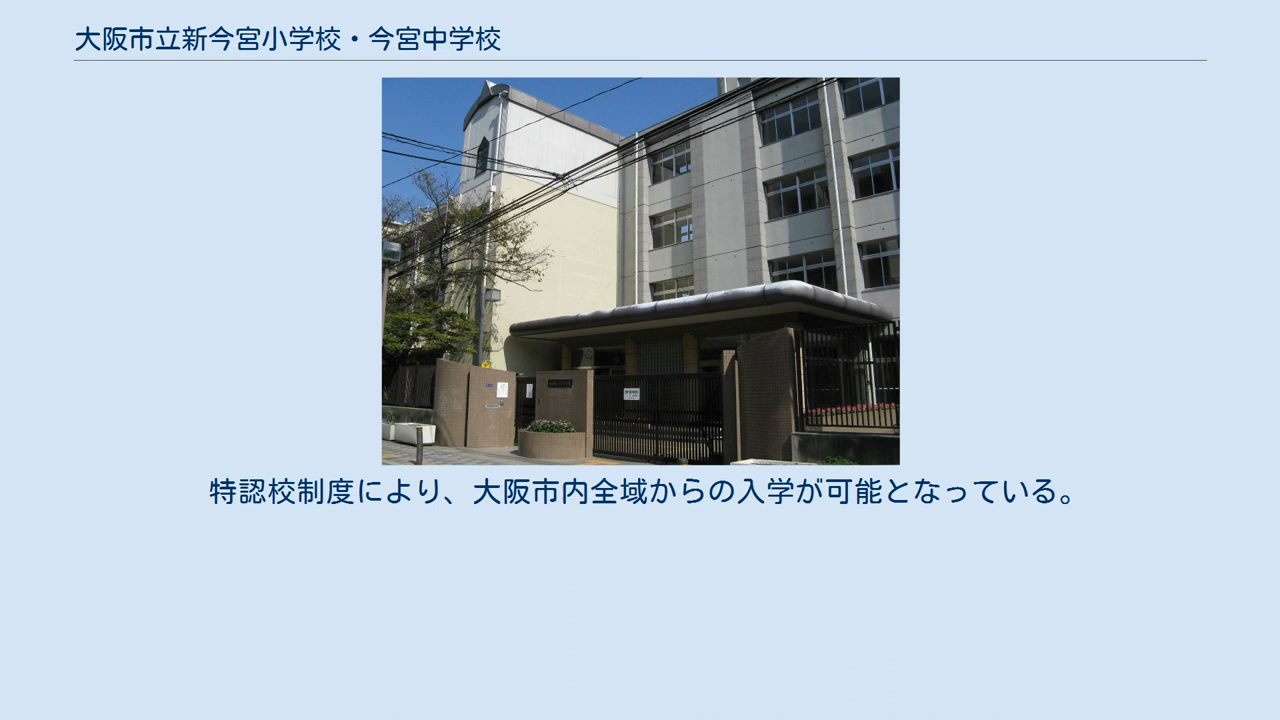 大阪市立新今宮小学校・今宮中学校
特認校制度により、大阪市内全域からの入学が可能となっている。